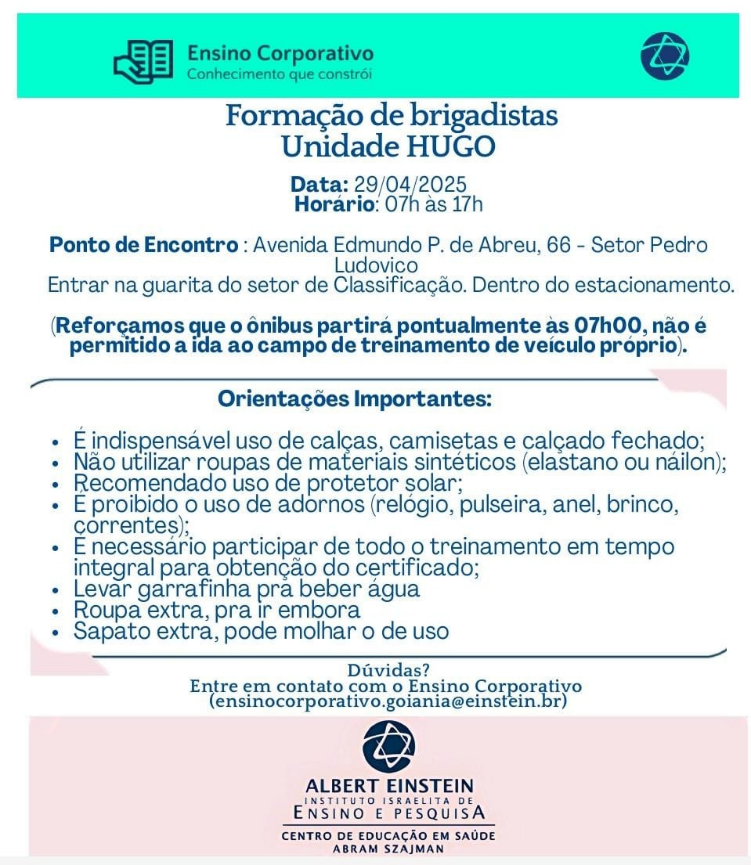 Ensino Corporativo
Conhecimento que constrói
Formação de brigadistas
Unidade HUGO
Data: 29/04/2025
Horário: 07h às 17h
Ponto de Encontro : Avenida Edmundo P. de Abreu, 66 - Setor Pedro
Ludovico
Entrar na guarita do setor de Classificação. Dentro do estacionamento.
(Reforçamos que o ônibus partirá pontualmente às 07h00, não é
permitido a ida ao campo de treinamento de veículo próprio).
Orientações Importantes:
• É indispensável uso de calças, camisetas e calçado fechado;
• Não utilizar roupas de materiais sintéticos (elastano ou náilon);
• Recomendado uso de protetor solar;
• É proibido o uso de adornos (relógio, pulseira, anel, brinco,
correntes);
• É necessário participar de todo o treinamento em tempo
integral para obtenção do certificado;
• Levar garrafinha pra beber água
• Roupa extra, pra ir embora
• Sapato extra, pode molhar o de uso
Dúvidas?
Entre em contato com o Ensino Corporativo
(ensinocorporativo.goiania@einstein.br)
ALBERT EINSTEIN
INSTITUTO ISRAELITA DE
ENSINO E PESQUISA
CENTRO DE EDUCAÇÃO EM SAÚDE
ABRAM SZAJMAN